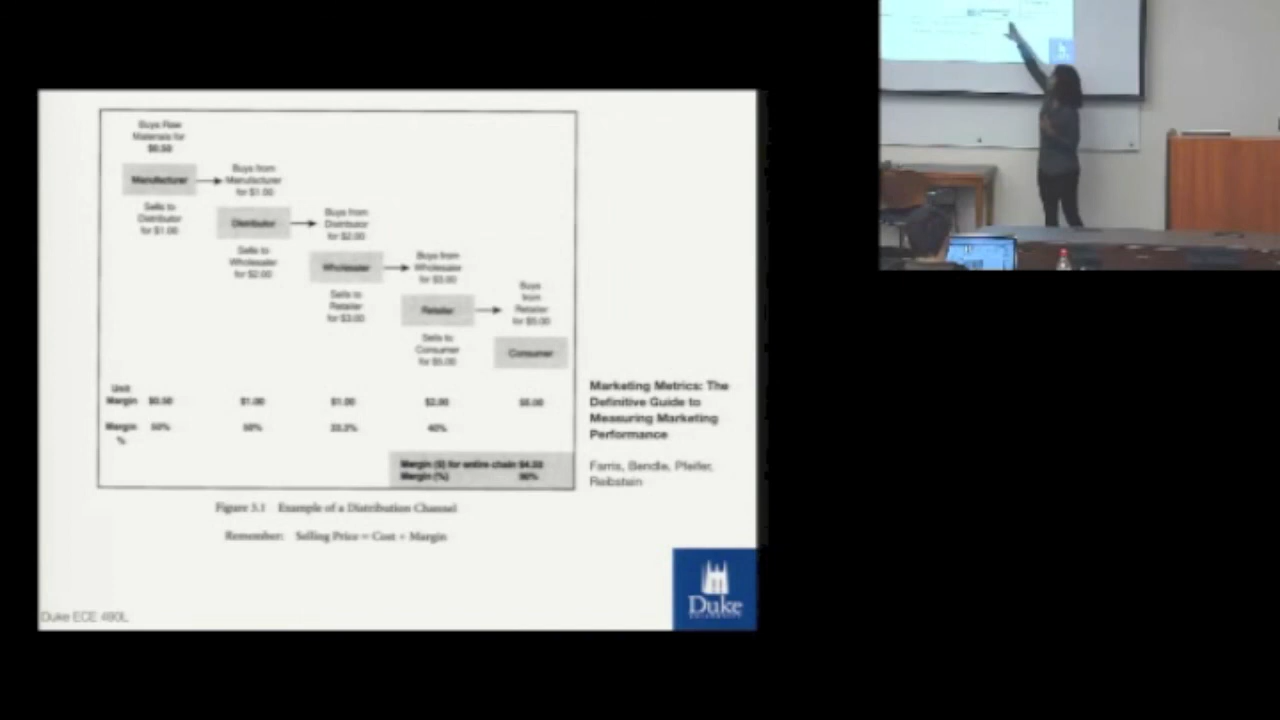 Buys Raw
Materials for
$0.50
Manufacturer
Buys from
Manufacturer
for $1.00
Sells to
Distributor
for $1.00
Distributor
Buys from
Distributor
for $2.00
Sells to
Wholesaler
for $2.00
Wholesaler
Buys from
Wholesaler
for $3.00
Sells to
Retailer
for $3.00
Retailer
Buys
from
Retailer
for $5.00
Sells to
Consumer
for $5.00
Consumer
Unit
Margin $0.50 $1.00 $1.00 $2.00 $5.00
Margin 50% 50% 33.3% 40%
%
Margin ($) for entire chain $4.50
Margin (%) 90%
Figure 3.1 Example of a Distribution Channel
Remember: Selling Price = Cost + Margin
Marketing Metrics: The
Definitive Guide to
Measuring Marketing
Performance
Farris, Bendle, Pfeifer,
Reibstein
Duke
UNIVERSITY
Duke ECE 490L